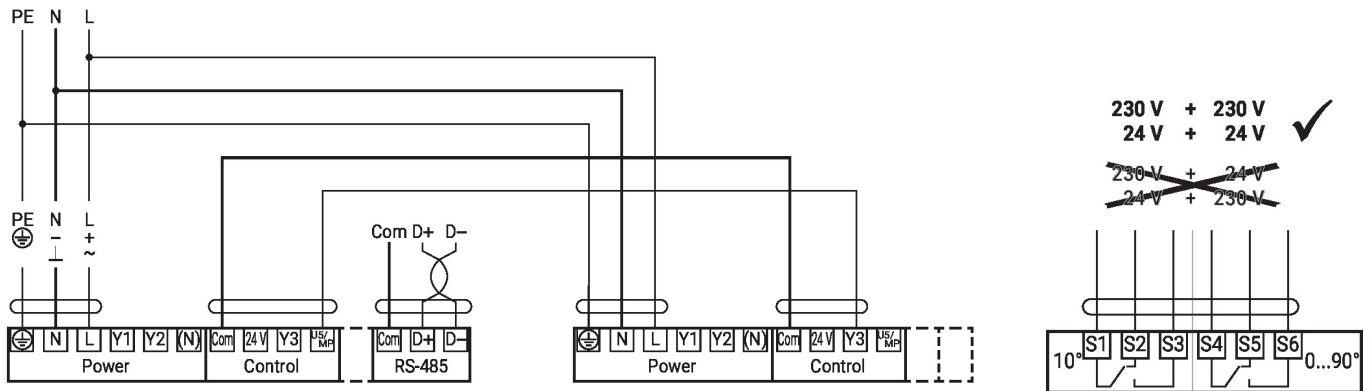 PE N L
230 V + 230 V
24 V + 24 V
230 V + 24 V
24 V + 230 V
PE N L
− +
~
Com D+ D−
N L Y1 Y2 (N) Com 24 V Y3 U5/MP
Power Control
Com D+ D−
RS-485
N L Y1 Y2 (N) Com 24 V Y3 U5/MP
Power Control
S1 S2 S3 S4 S5 S6
10° 0...90°